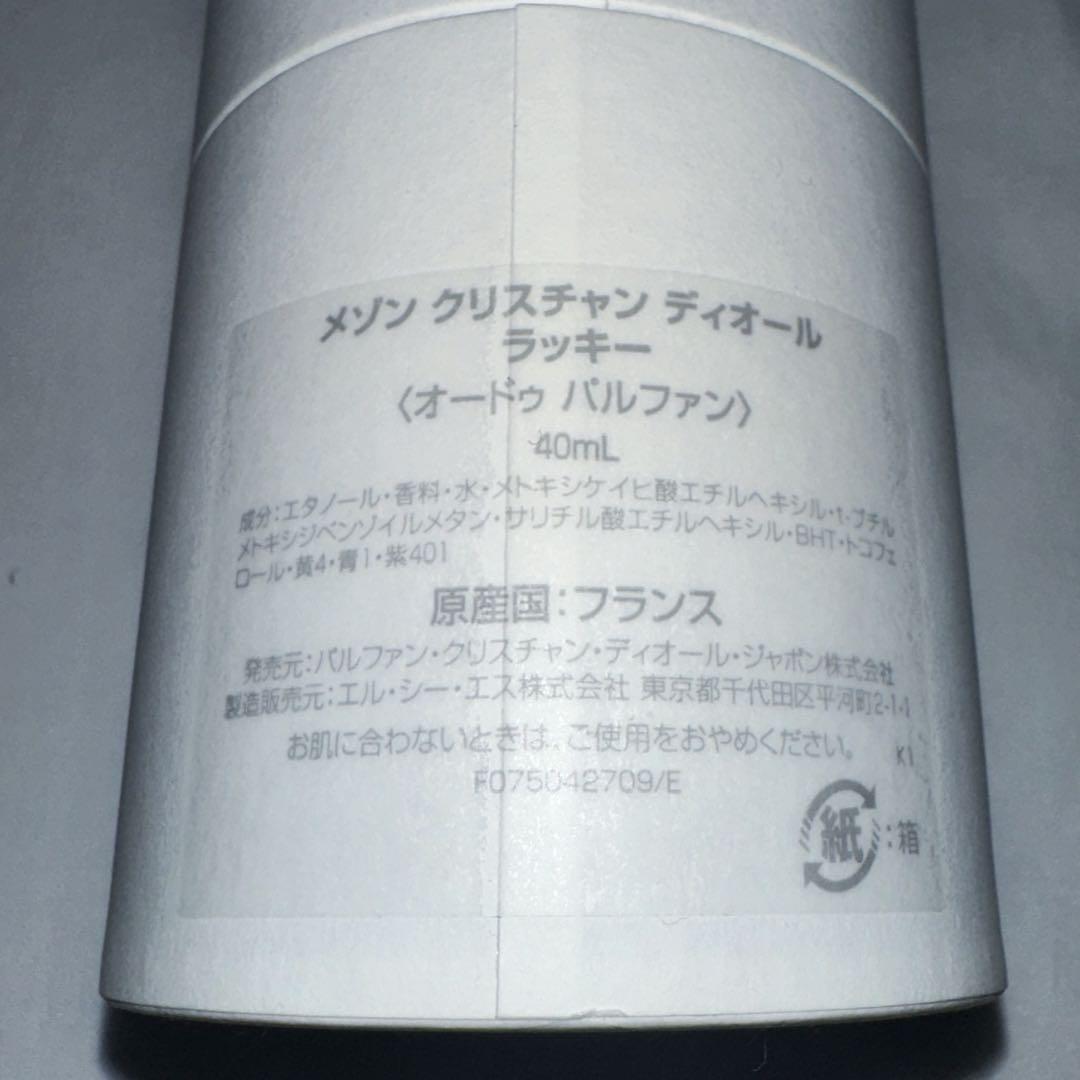 メゾン クリスチャン ディオール
ラッキー
〈オードゥ パルファン〉
40mL
成分:エタノール・香料・水・メトキシケイヒ酸エチルヘキシル・t-ブチル
メトキシジベンゾイルメタン・サリチル酸エチルヘキシル・BHT・トコフェ
ロール・黄4・青1・紫401
原産国:フランス
発売元:パルファン・クリスチャン・ディオール・ジャポン株式会社
製造販売元:エル・シー・エス株式会社 東京都千代田区平河町2-1-1
お肌に合わないときは、ご使用をおやめください。 K1
F075042709/E
紙:箱